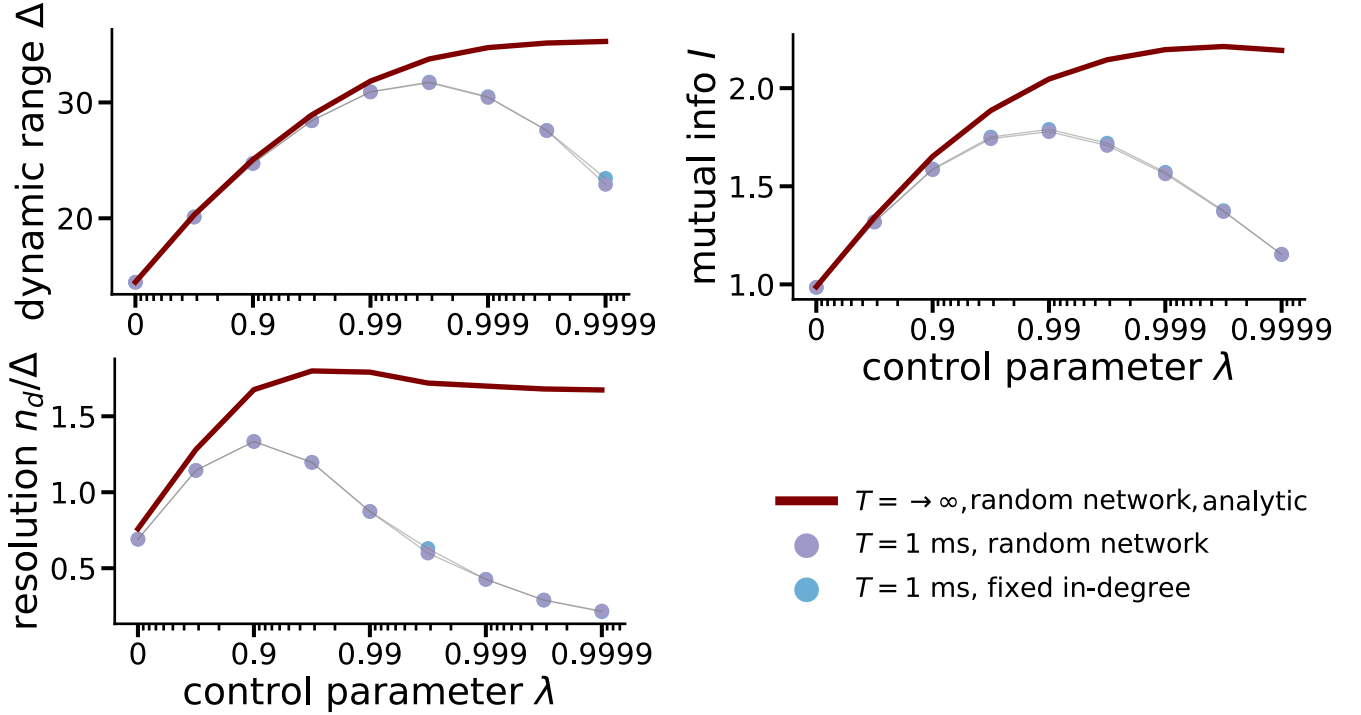 dynamic range Δ
30
20
0 0.9 0.99 0.999 0.9999
mutual info I
2.0
1.5
1.0
0 0.9 0.99 0.999 0.9999
control parameter λ
resolution n_d/Δ
1.5
1.0
0.5
0 0.9 0.99 0.999 0.9999
control parameter λ
T = → ∞, random network, analytic
T = 1 ms, random network
T = 1 ms, fixed in-degree